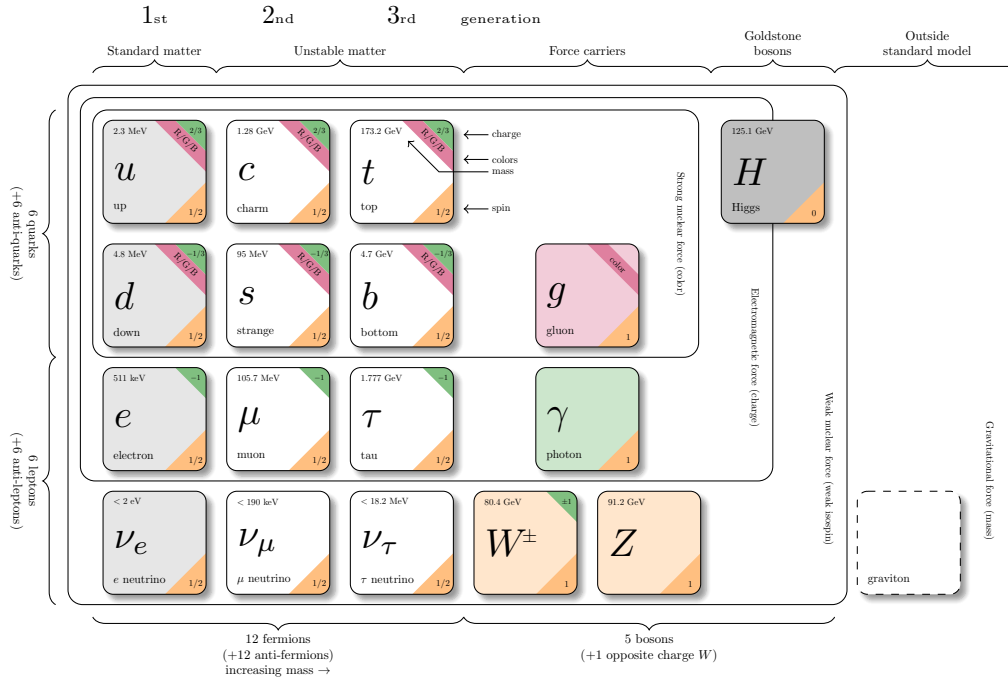 1st 2nd 3rd generation
Standard matter Unstable matter Force carriers Goldstone bosons Outside standard model
6 quarks
(+6 anti-quarks)
6 leptons
(+6 anti-leptons)
2.3 MeV 2/3 R/G/B
u
up 1/2
1.28 GeV 2/3 R/G/B
c
charm 1/2
173.2 GeV 2/3 R/G/B
t
top 1/2
charge
colors
mass
spin
125.1 GeV
H
Higgs 0
4.8 MeV −1/3 R/G/B
d
down 1/2
95 MeV −1/3 R/G/B
s
strange 1/2
4.7 GeV −1/3 R/G/B
b
bottom 1/2
color
g
gluon 1
511 keV −1
e
electron 1/2
105.7 MeV −1
μ
muon 1/2
1.777 GeV −1
τ
tau 1/2
γ
photon 1
< 2 eV
νe
e neutrino 1/2
< 190 keV
νμ
μ neutrino 1/2
< 18.2 MeV
ντ
τ neutrino 1/2
80.4 GeV ±1
W±
1
91.2 GeV
Z
1
graviton
Strong nuclear force (color)
Electromagnetic force (charge)
Weak nuclear force (weak isospin)
Gravitational force (mass)
12 fermions
(+12 anti-fermions)
increasing mass →
5 bosons
(+1 opposite charge W)